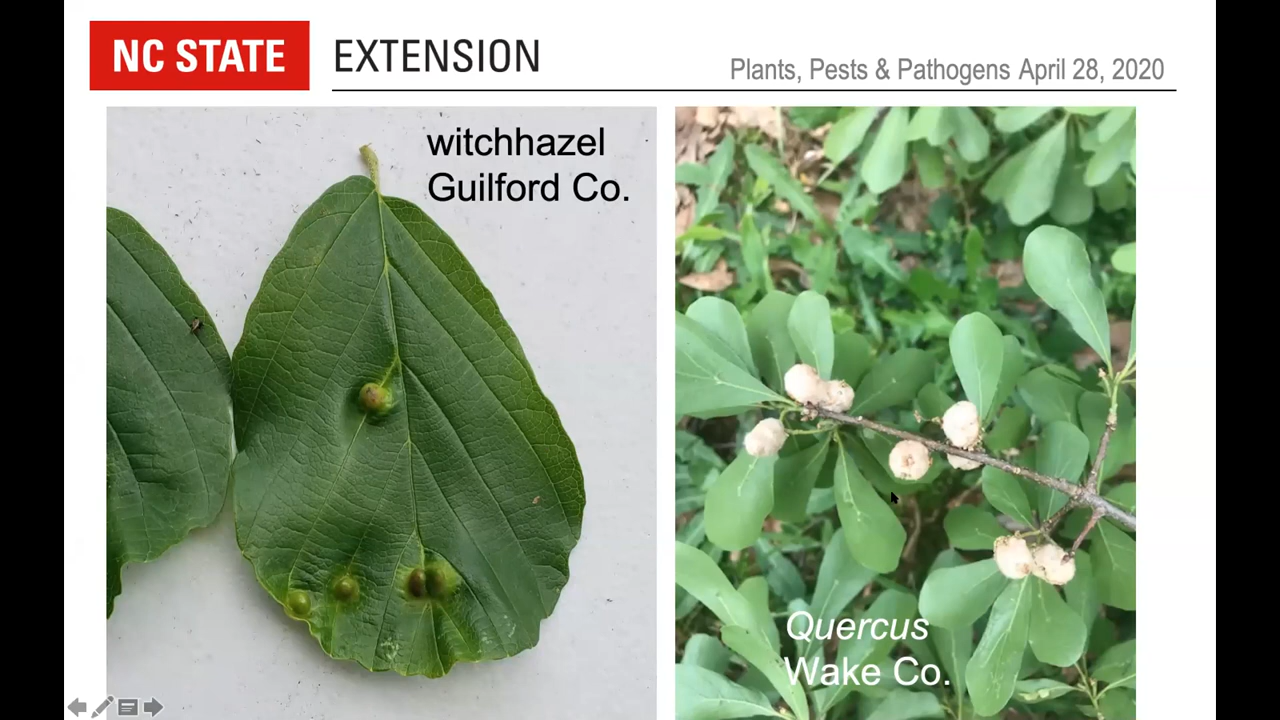 NC STATE EXTENSION
Plants, Pests & Pathogens April 28, 2020
witchhazel
Guilford Co.
Quercus
Wake Co.